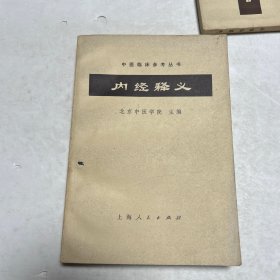 中医临床参考丛书
内经释义
北京中医学院 主编
上海人民出版社